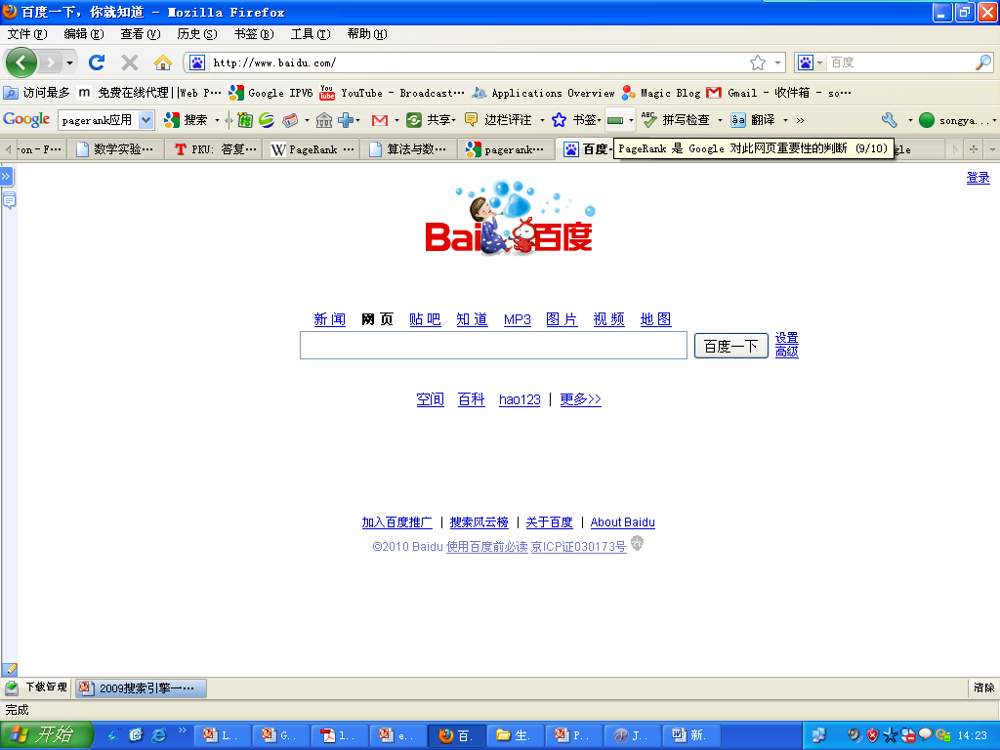 百度一下，你就知道 - Mozilla Firefox
文件(F) 编辑(E) 查看(V) 历史(S) 书签(B) 工具(T) 帮助(H)
http://www.baidu.com/ 百度
访问最多 m 免费在线代理||Web P… Google IPV6 YouTube - Broadcast… Applications Overview Magic Blog Gmail - 收件箱 - so…
Google pagerank应用 搜索 共享 边栏评注 书签 拼写检查 翻译 » songya...
-on - F… 数学实验… PKU: 答复… PageRank … 算法与数… pagerank… 百度- PageRank 是 Google 对此网页重要性的判断 (9/10) gle
登录
Bai 百度
新闻 网页 贴吧 知道 MP3 图片 视频 地图
百度一下 设置
高级
空间 百科 hao123 | 更多>>
加入百度推广 | 搜索风云榜 | 关于百度 | About Baidu
©2010 Baidu 使用百度前必读 京ICP证030173号
下载管理 2009搜索引擎一… 清除
完成
开始 L.. G.. 1.. e.. 百. 生. P.. J.. 新. 14:23